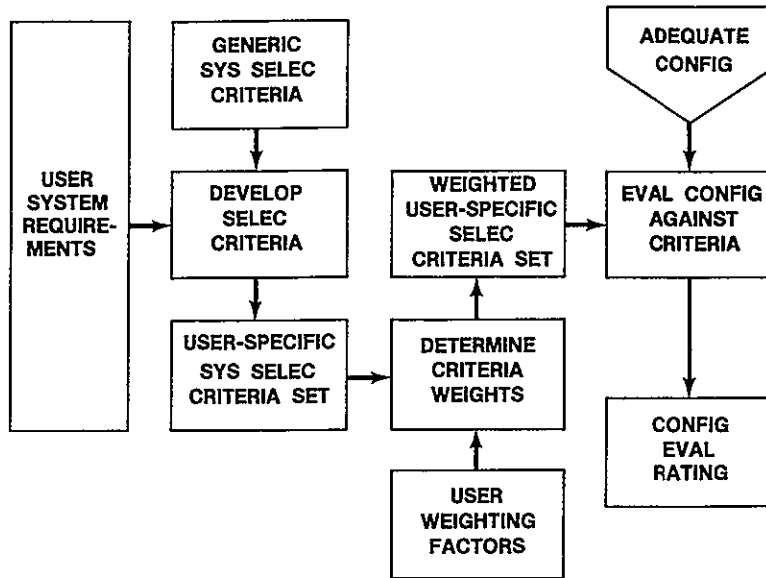 GENERIC
SYS SELEC
CRITERIA
ADEQUATE
CONFIG
USER
SYSTEM
REQUIRE-
MENTS
DEVELOP
SELEC
CRITERIA
WEIGHTED
USER-SPECIFIC
SELEC
CRITERIA SET
EVAL CONFIG
AGAINST
CRITERIA
USER-SPECIFIC
SYS SELEC
CRITERIA SET
DETERMINE
CRITERIA
WEIGHTS
CONFIG
EVAL
RATING
USER
WEIGHTING
FACTORS